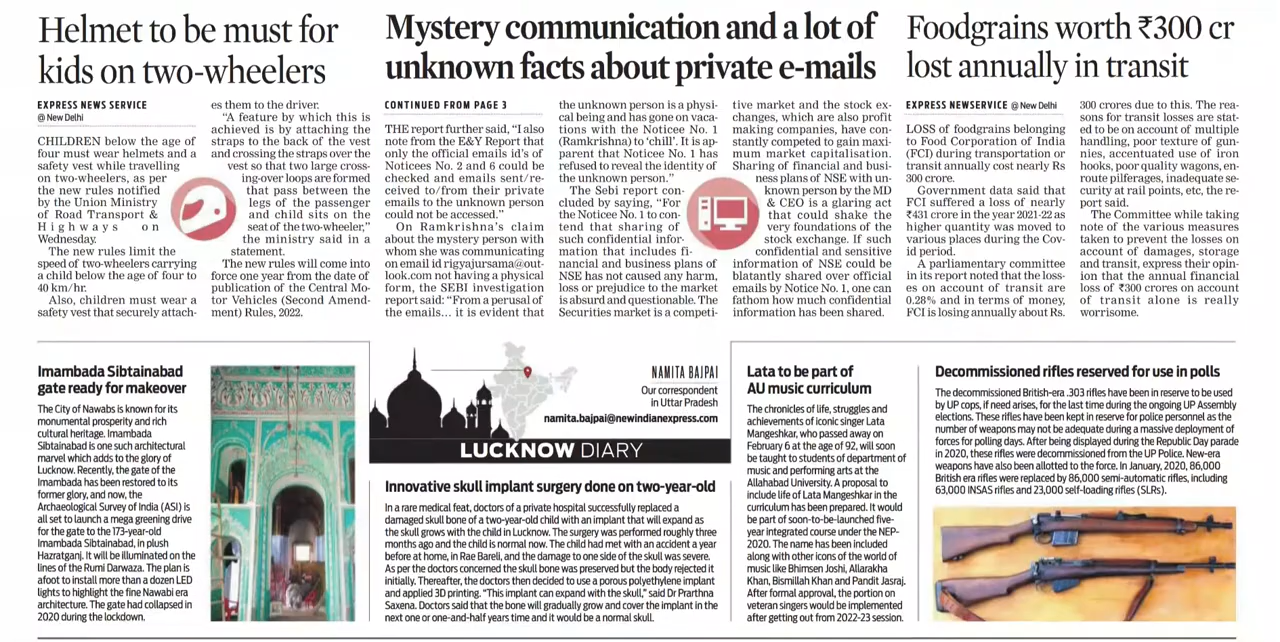 Helmet to be must for
kids on two-wheelers
EXPRESS NEWS SERVICE
@ New Delhi
CHILDREN below the age of
four must wear helmets and a
safety vest while travelling
on two-wheelers, as per
the new rules notified
by the Union Ministry
of Road Transport &
Highways on
Wednesday.
The new rules limit the
speed of two-wheelers carrying
a child below the age of four to
40 km/hr.
Also, children must wear a
safety vest that securely attach-
es them to the driver.
“A feature by which this is
achieved is by attaching the
straps to the back of the vest
and crossing the straps over the
vest so that two large cross-
ing-over loops are formed
that pass between the
legs of the passenger
and child sits on the
seat of the two-wheeler,”
the ministry said in a
statement.
The new rules will come into
force one year from the date of
publication of the Central Mo-
tor Vehicles (Second Amend-
ment) Rules, 2022.
Mystery communication and a lot of
unknown facts about private e-mails
CONTINUED FROM PAGE 3
THE report further said, “I also
note from the E&Y Report that
only the official emails id’s of
Noticees No. 2 and 6 could be
checked and emails sent/re-
ceived to/from their private
emails to the unknown person
could not be accessed.”
On Ramkrishna’s claim
about the mystery person with
whom she was communicating
on email id rigyajursama@out-
look.com not having a physical
form, the SEBI investigation
report said: “From a perusal of
the emails... it is evident that
the unknown person is a physi-
cal being and has gone on vaca-
tions with the Noticee No. 1
(Ramkrishna) to ‘chill’. It is ap-
parent that Noticee No. 1 has
refused to reveal the identity of
the unknown person.”
The Sebi report con-
cluded by saying, “For
the Noticee No. 1 to con-
tend that sharing of
such confidential infor-
mation that includes fi-
nancial and business plans of
NSE has not caused any harm,
loss or prejudice to the market
is absurd and questionable. The
Securities market is a competi-
tive market and the stock ex-
changes, which are also profit
making companies, have con-
stantly competed to gain maxi-
mum market capitalisation.
Sharing of financial and busi-
ness plans of NSE with un-
known person by the MD
& CEO is a glaring act
that could shake the
very foundations of the
stock exchange. If such
confidential and sensitive
information of NSE could be
blatantly shared over official
emails by Notice No. 1, one can
fathom how much confidential
information has been shared.
Foodgrains worth ₹300 cr
lost annually in transit
EXPRESS NEWSERVICE @ New Delhi
LOSS of foodgrains belonging
to Food Corporation of India
(FCI) during transportation or
transit annually cost nearly Rs
300 crore.
Government data said that
FCI suffered a loss of nearly
₹431 crore in the year 2021-22 as
higher quantity was moved to
various places during the Cov-
id period.
A parliamentary committee
in its report noted that the loss-
es on account of transit are
0.28% and in terms of money,
FCI is losing annually about Rs.
300 crores due to this. The rea-
sons for transit losses are stat-
ed to be on account of multiple
handling, poor texture of gun-
nies, accentuated use of iron
hooks, poor quality wagons, en-
route pilferages, inadequate se-
curity at rail points, etc, the re-
port said.
The Committee while taking
note of the various measures
taken to prevent the losses on
account of damages, storage
and transit, express their opin-
ion that the annual financial
loss of ₹300 crores on account
of transit alone is really
worrisome.
Imambada Sibtainabad
gate ready for makeover
The City of Nawabs is known for its
monumental prosperity and rich
cultural heritage. Imambada
Sibtainabad is one such architectural
marvel which adds to the glory of
Lucknow. Recently, the gate of the
Imambada has been restored to its
former glory, and now, the
Archaeological Survey of India (ASI) is
all set to launch a mega greening drive
for the gate to the 173-year-old
Imambada Sibtainabad, in plush
Hazratganj. It will be illuminated on the
lines of the Rumi Darwaza. The plan is
afoot to install more than a dozen LED
lights to highlight the fine Nawabi era
architecture. The gate had collapsed in
2020 during the lockdown.
NAMITA BAJPAI
Our correspondent
in Uttar Pradesh
namita.bajpai@newindianexpress.com
LUCKNOW DIARY
Innovative skull implant surgery done on two-year-old
In a rare medical feat, doctors of a private hospital successfully replaced a
damaged skull bone of a two-year-old child with an implant that will expand as
the skull grows with the child in Lucknow. The surgery was performed roughly three
months ago and the child is normal now. The child had met with an accident a year
before at home, in Rae Bareli, and the damage to one side of the skull was severe.
As per the doctors concerned the skull bone was preserved but the body rejected it
initially. Thereafter, the doctors then decided to use a porous polyethylene implant
and applied 3D printing. “This implant can expand with the skull,” said Dr Prarthna
Saxena. Doctors said that the bone will gradually grow and cover the implant in the
next one or one-and-half years time and it would be a normal skull.
Lata to be part of
AU music curriculum
The chronicles of life, struggles and
achievements of iconic singer Lata
Mangeshkar, who passed away on
February 6 at the age of 92, will soon
be taught to students of department of
music and performing arts at the
Allahabad University. A proposal to
include life of Lata Mangeshkar in the
curriculum has been prepared. It would
be part of soon-to-be-launched five-
year integrated course under the NEP-
2020. The name has been included
along with other icons of the world of
music like Bhimsen Joshi, Allarakha
Khan, Bismillah Khan and Pandit Jasraj.
After formal approval, the portion on
veteran singers would be implemented
after getting out from 2022-23 session.
Decommissioned rifles reserved for use in polls
The decommissioned British-era .303 rifles have been in reserve to be used
by UP cops, if need arises, for the last time during the ongoing UP Assembly
elections. These rifles have been kept in reserve for police personnel as the
number of weapons may not be adequate during a massive deployment of
forces for polling days. After being displayed during the Republic Day parade
in 2020, these rifles were decommissioned from the UP Police. New-era
weapons have also been allotted to the force. In January, 2020, 86,000
British era rifles were replaced by 86,000 semi-automatic rifles, including
63,000 INSAS rifles and 23,000 self-loading rifles (SLRs).